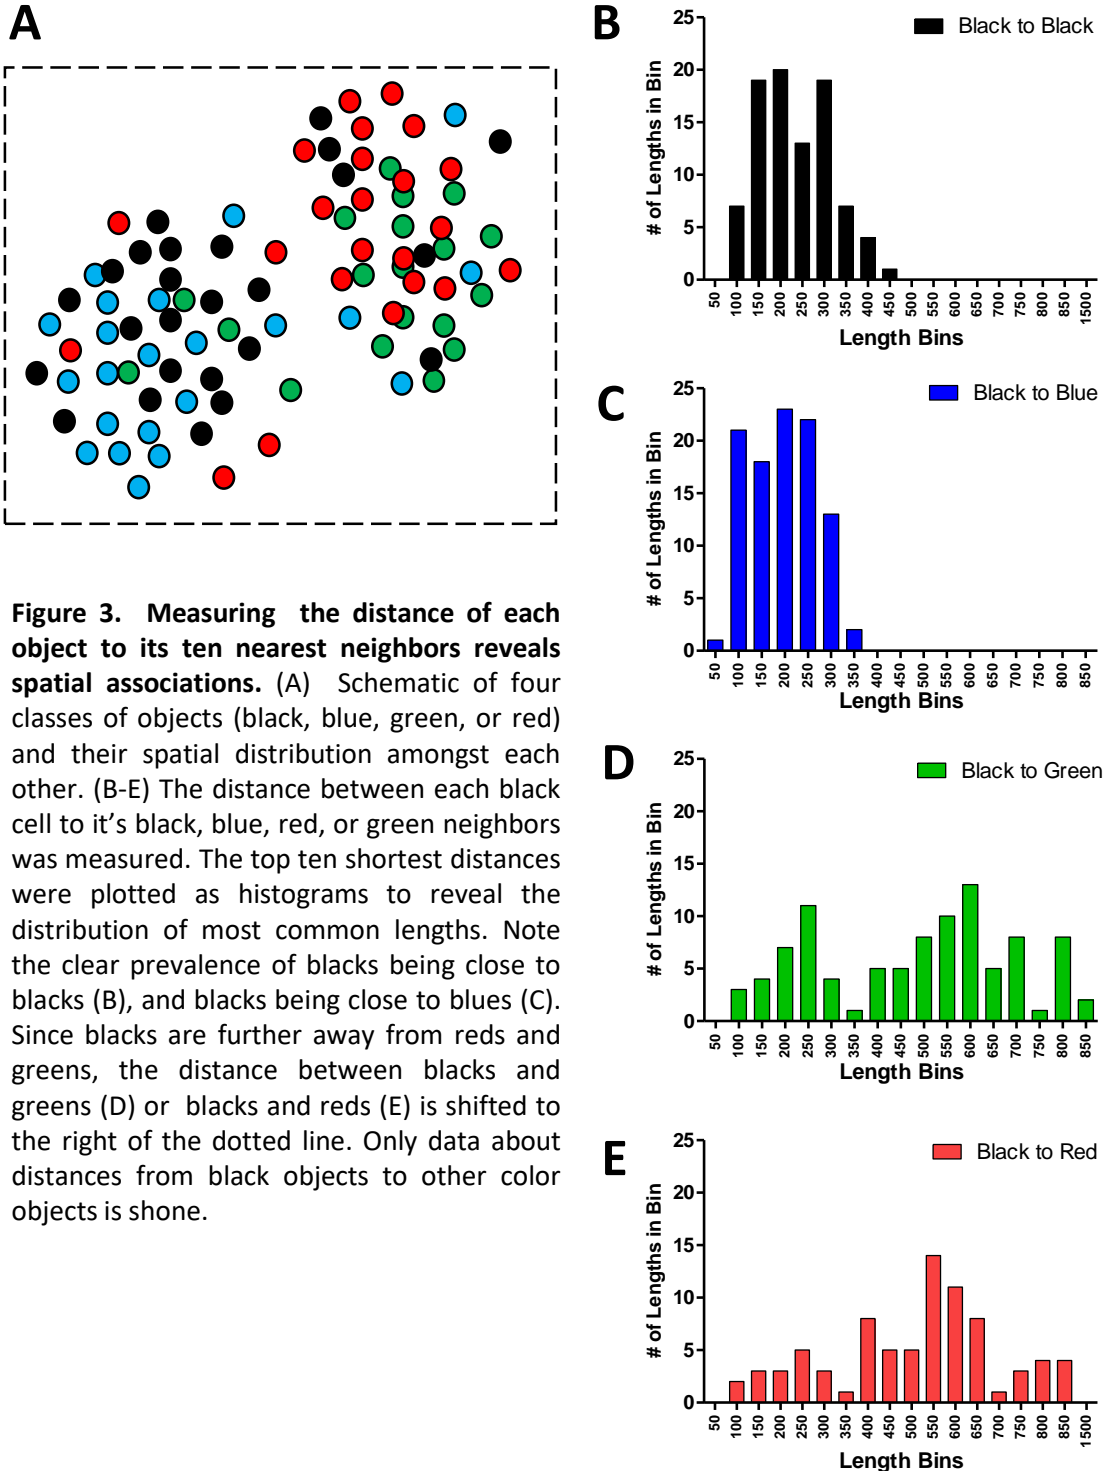 A
B
25
20
15
10
5
0
# of Lengths in Bin
Black to Black
50 100 150 200 250 300 350 400 450 500 550 600 650 700 750 800 850 1500
Length Bins
C
25
20
15
10
5
0
# of Lengths in Bin
Black to Blue
50 100 150 200 250 300 350 400 450 500 550 600 650 700 750 800 850
Length Bins
Figure 3. Measuring the distance of each
object to its ten nearest neighbors reveals
spatial associations. (A) Schematic of four
classes of objects (black, blue, green, or red)
and their spatial distribution amongst each
other. (B-E) The distance between each black
cell to it’s black, blue, red, or green neighbors
was measured. The top ten shortest distances
were plotted as histograms to reveal the
distribution of most common lengths. Note
the clear prevalence of blacks being close to
blacks (B), and blacks being close to blues (C).
Since blacks are further away from reds and
greens, the distance between blacks and
greens (D) or blacks and reds (E) is shifted to
the right of the dotted line. Only data about
distances from black objects to other color
objects is shone.
D
25
20
15
10
5
0
# of Lengths in Bin
Black to Green
50 100 150 200 250 300 350 400 450 500 550 600 650 700 750 800 850
Length Bins
E
25
20
15
10
5
0
# of Lengths in Bin
Black to Red
50 100 150 200 250 300 350 400 450 500 550 600 650 700 750 800 850 1500
Length Bins